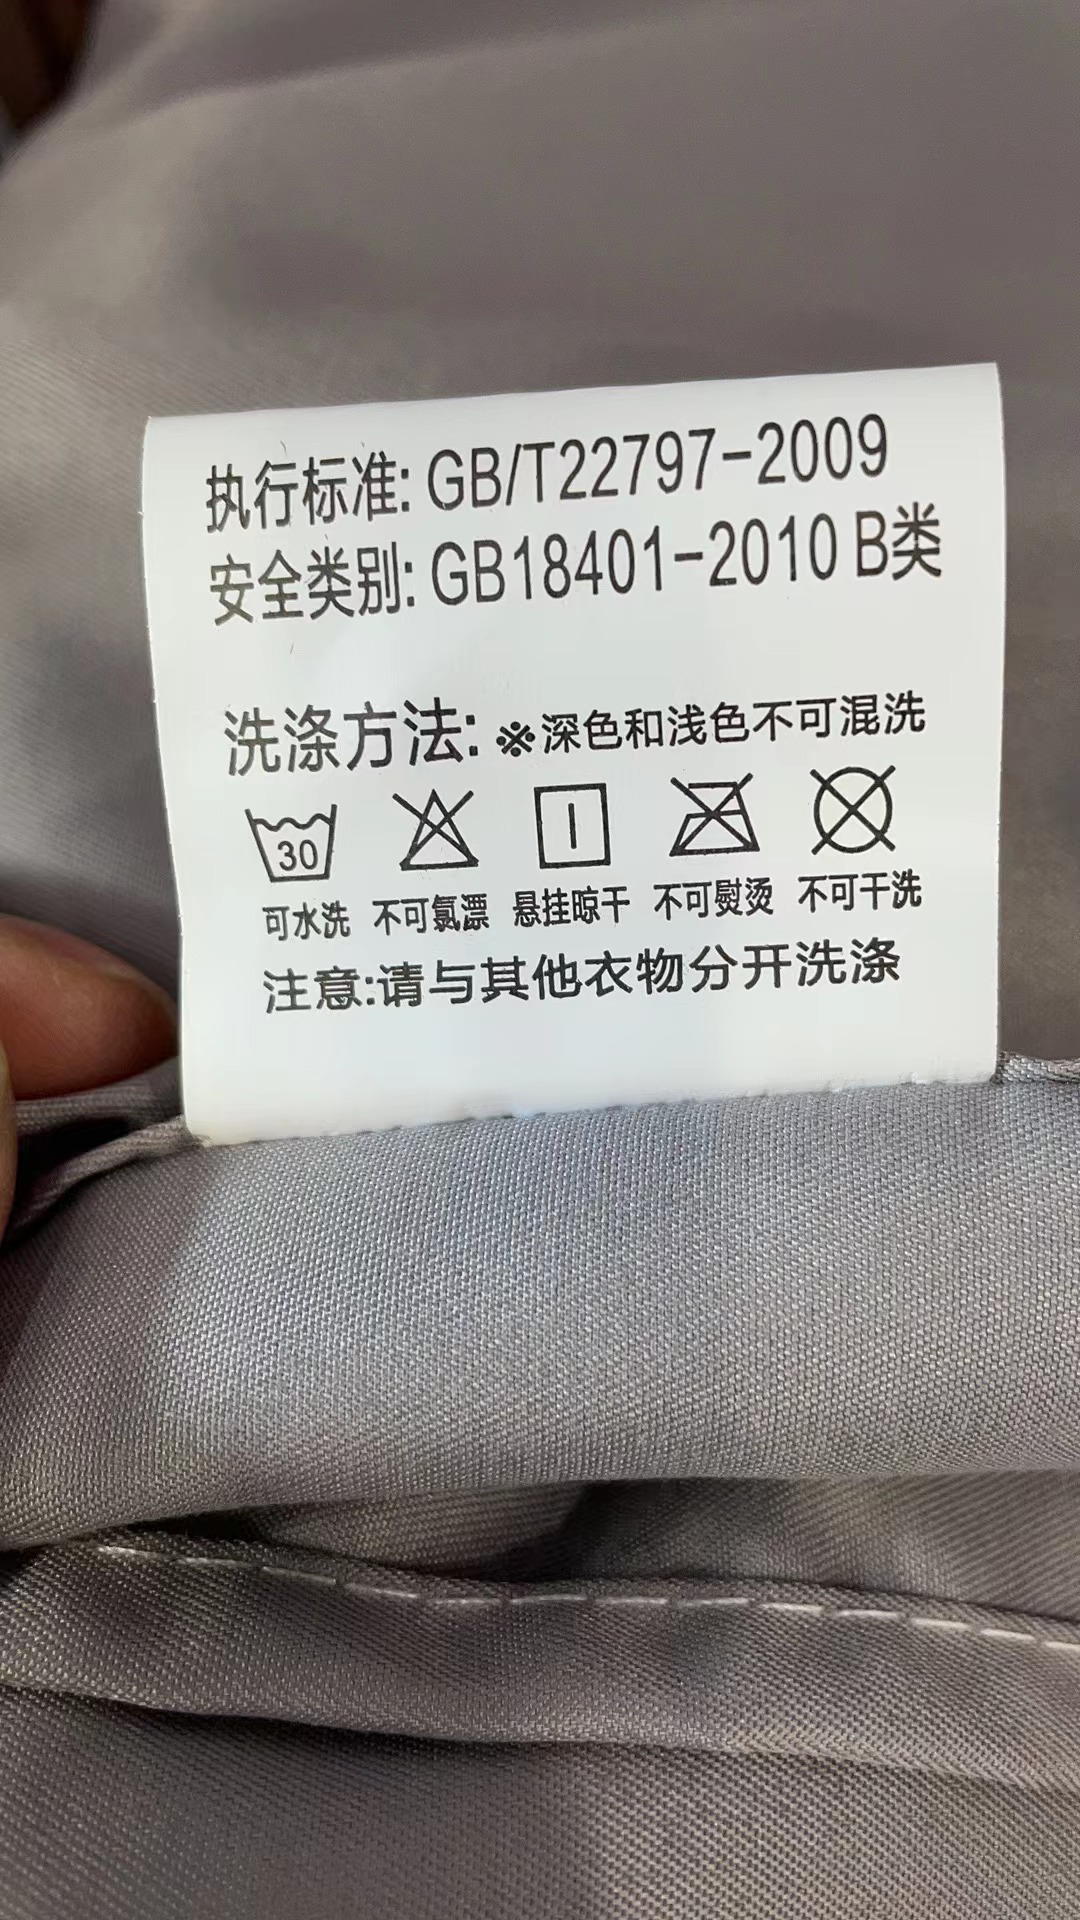 执行标准: GB/T22797-2009
安全类别: GB18401-2010 B类
洗涤方法: ※深色和浅色不可混洗
30
可水洗 不可氯漂 悬挂晾干 不可熨烫 不可干洗
注意:请与其他衣物分开洗涤